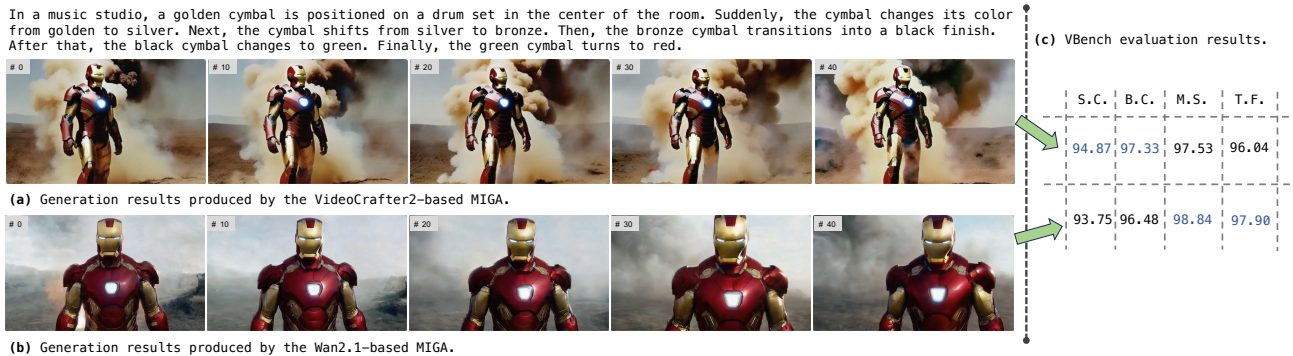 In a music studio, a golden cymbal is positioned on a drum set in the center of the room. Suddenly, the cymbal changes its color
from golden to silver. Next, the cymbal shifts from silver to bronze. Then, the bronze cymbal transitions into a black finish.
After that, the black cymbal changes to green. Finally, the green cymbal turns to red.
# 0 # 10 # 20 # 30 # 40
(a) Generation results produced by the VideoCrafter2-based MIGA.
# 0 # 10 # 20 # 30 # 40
(b) Generation results produced by the Wan2.1-based MIGA.
(c) VBench evaluation results.
S.C. B.C. M.S. T.F.
94.87 97.33 97.53 96.04
93.75 96.48 98.84 97.90